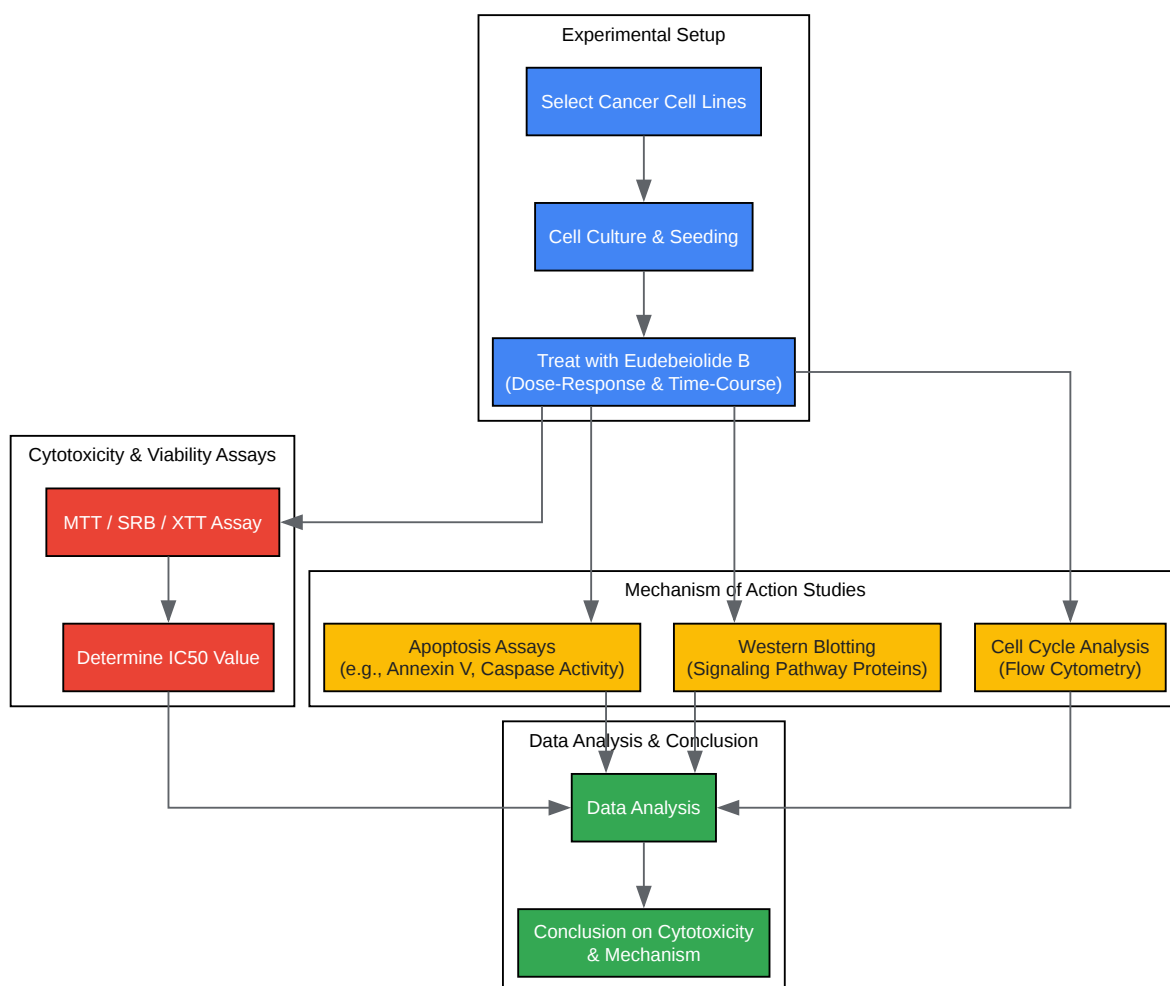 Experimental Setup
Select Cancer Cell Lines
Cell Culture & Seeding
Treat with Eudebeiolide B
(Dose-Response & Time-Course)
Cytotoxicity & Viability Assays
MTT / SRB / XTT Assay
Determine IC50 Value
Mechanism of Action Studies
Apoptosis Assays
(e.g., Annexin V, Caspase Activity)
Western Blotting
(Signaling Pathway Proteins)
Cell Cycle Analysis
(Flow Cytometry)
Data Analysis & Conclusion
Data Analysis
Conclusion on Cytotoxicity
& Mechanism